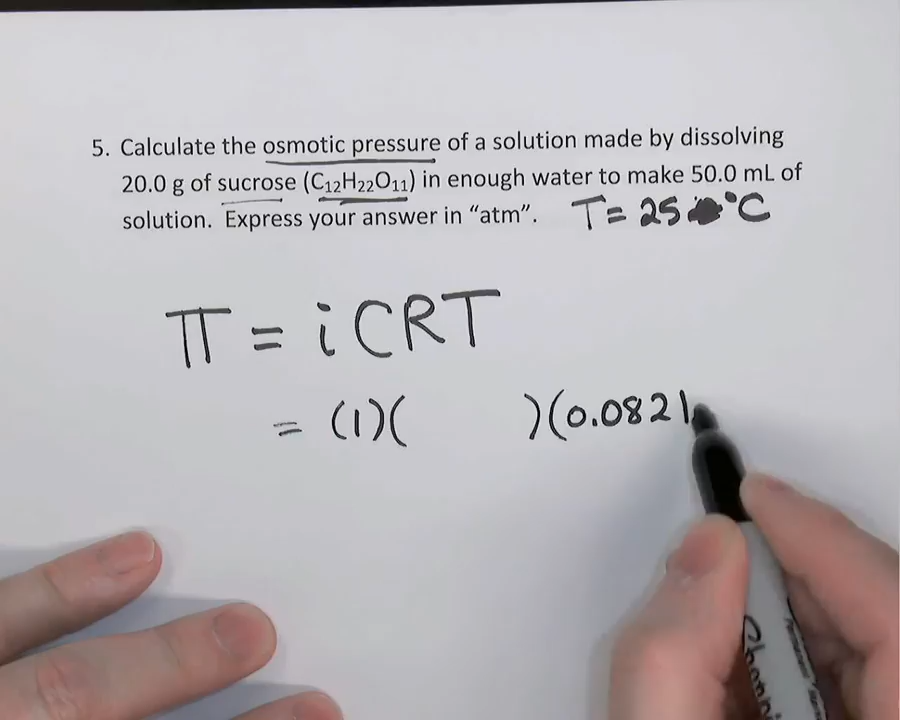 5. Calculate the osmotic pressure of a solution made by dissolving
20.0 g of sucrose (C₁₂H₂₂O₁₁) in enough water to make 50.0 mL of
solution. Express your answer in “atm”. T = 25 °C
π = iCRT
= (1)( )(0.0821